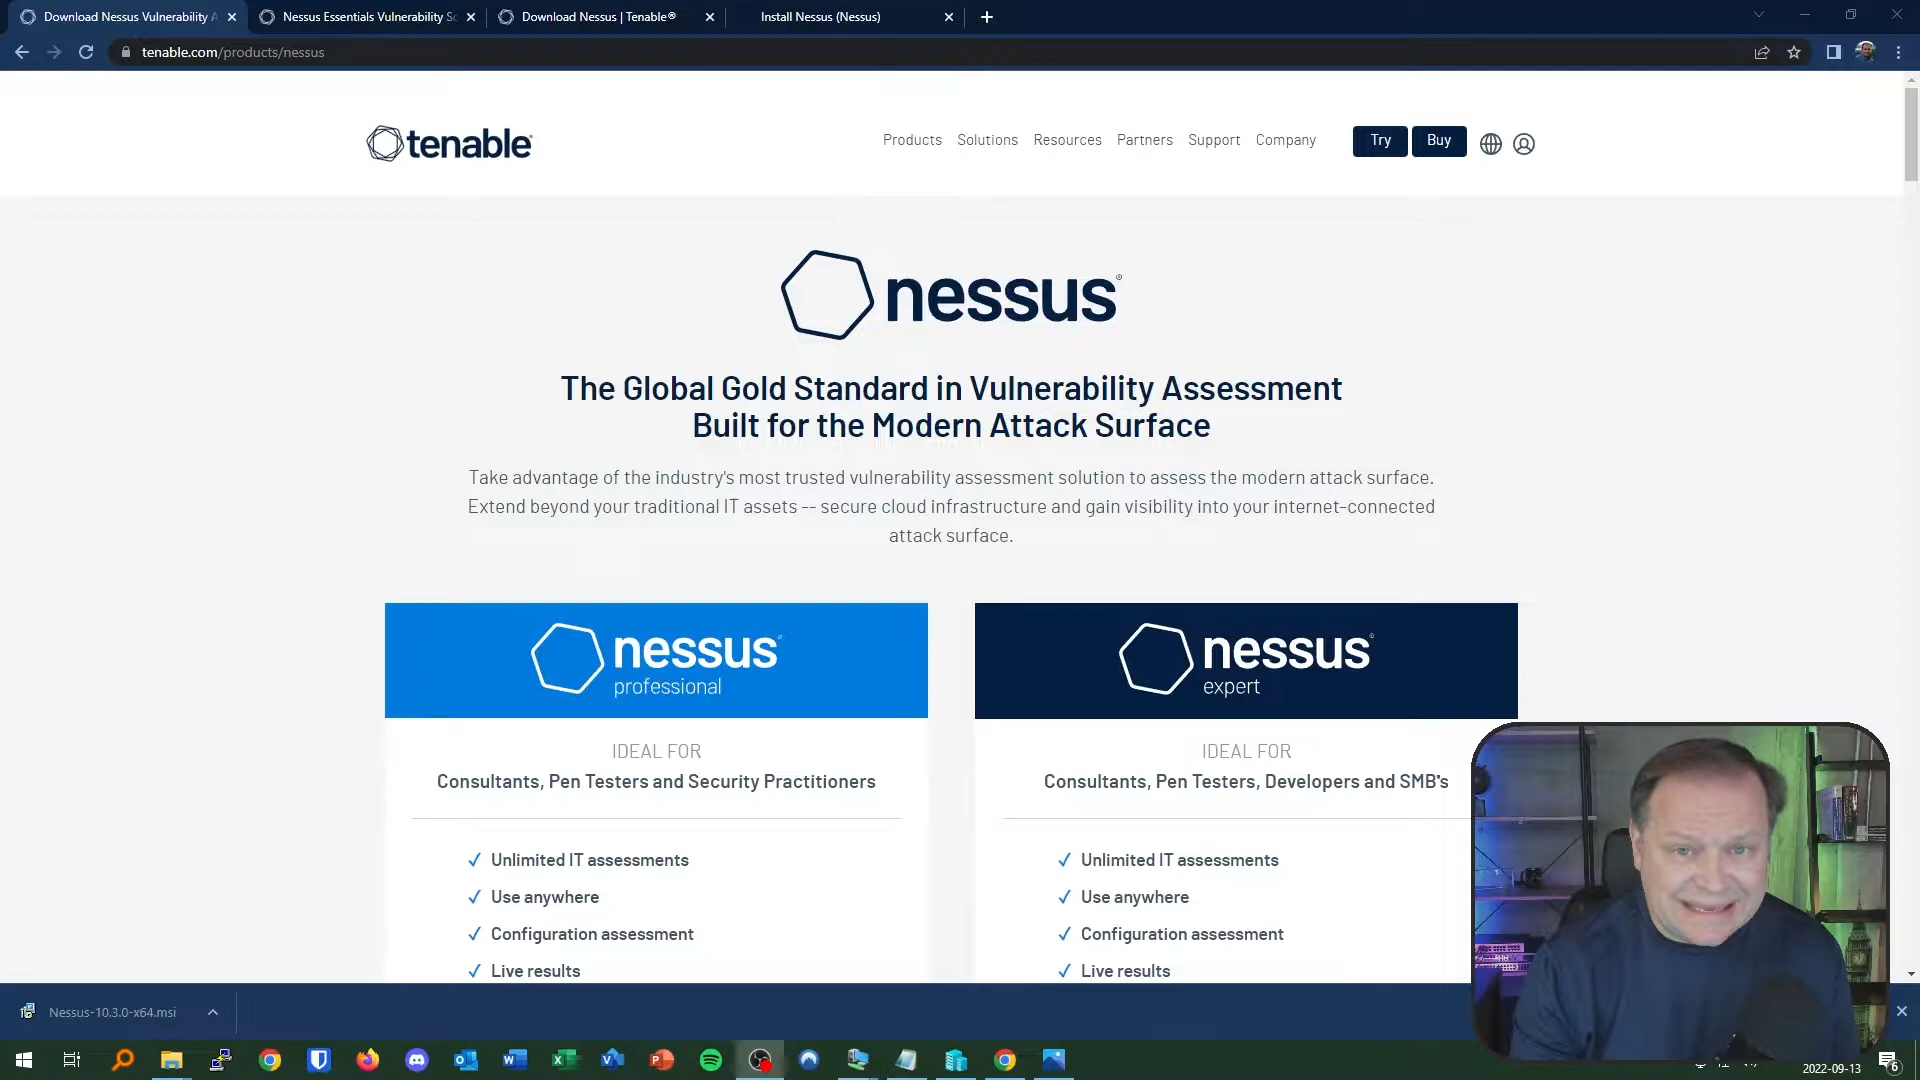 Download Nessus Vulnerability A
Nessus Essentials Vulnerability Sc
Download Nessus | Tenable®
Install Nessus (Nessus)
tenable.com/products/nessus
tenable
Products
Solutions
Resources
Partners
Support
Company
Try
Buy
nessus®
The Global Gold Standard in Vulnerability Assessment
Built for the Modern Attack Surface
Take advantage of the industry's most trusted vulnerability assessment solution to assess the modern attack surface.
Extend beyond your traditional IT assets -- secure cloud infrastructure and gain visibility into your internet-connected
attack surface.
nessus
professional
IDEAL FOR
Consultants, Pen Testers and Security Practitioners
✓ Unlimited IT assessments
✓ Use anywhere
✓ Configuration assessment
✓ Live results
nessus®
expert
IDEAL FOR
Consultants, Pen Testers, Developers and SMB's
✓ Unlimited IT assessments
✓ Use anywhere
✓ Configuration assessment
✓ Live results
Nessus-10.3.0-x64.msi
2022-09-13
6